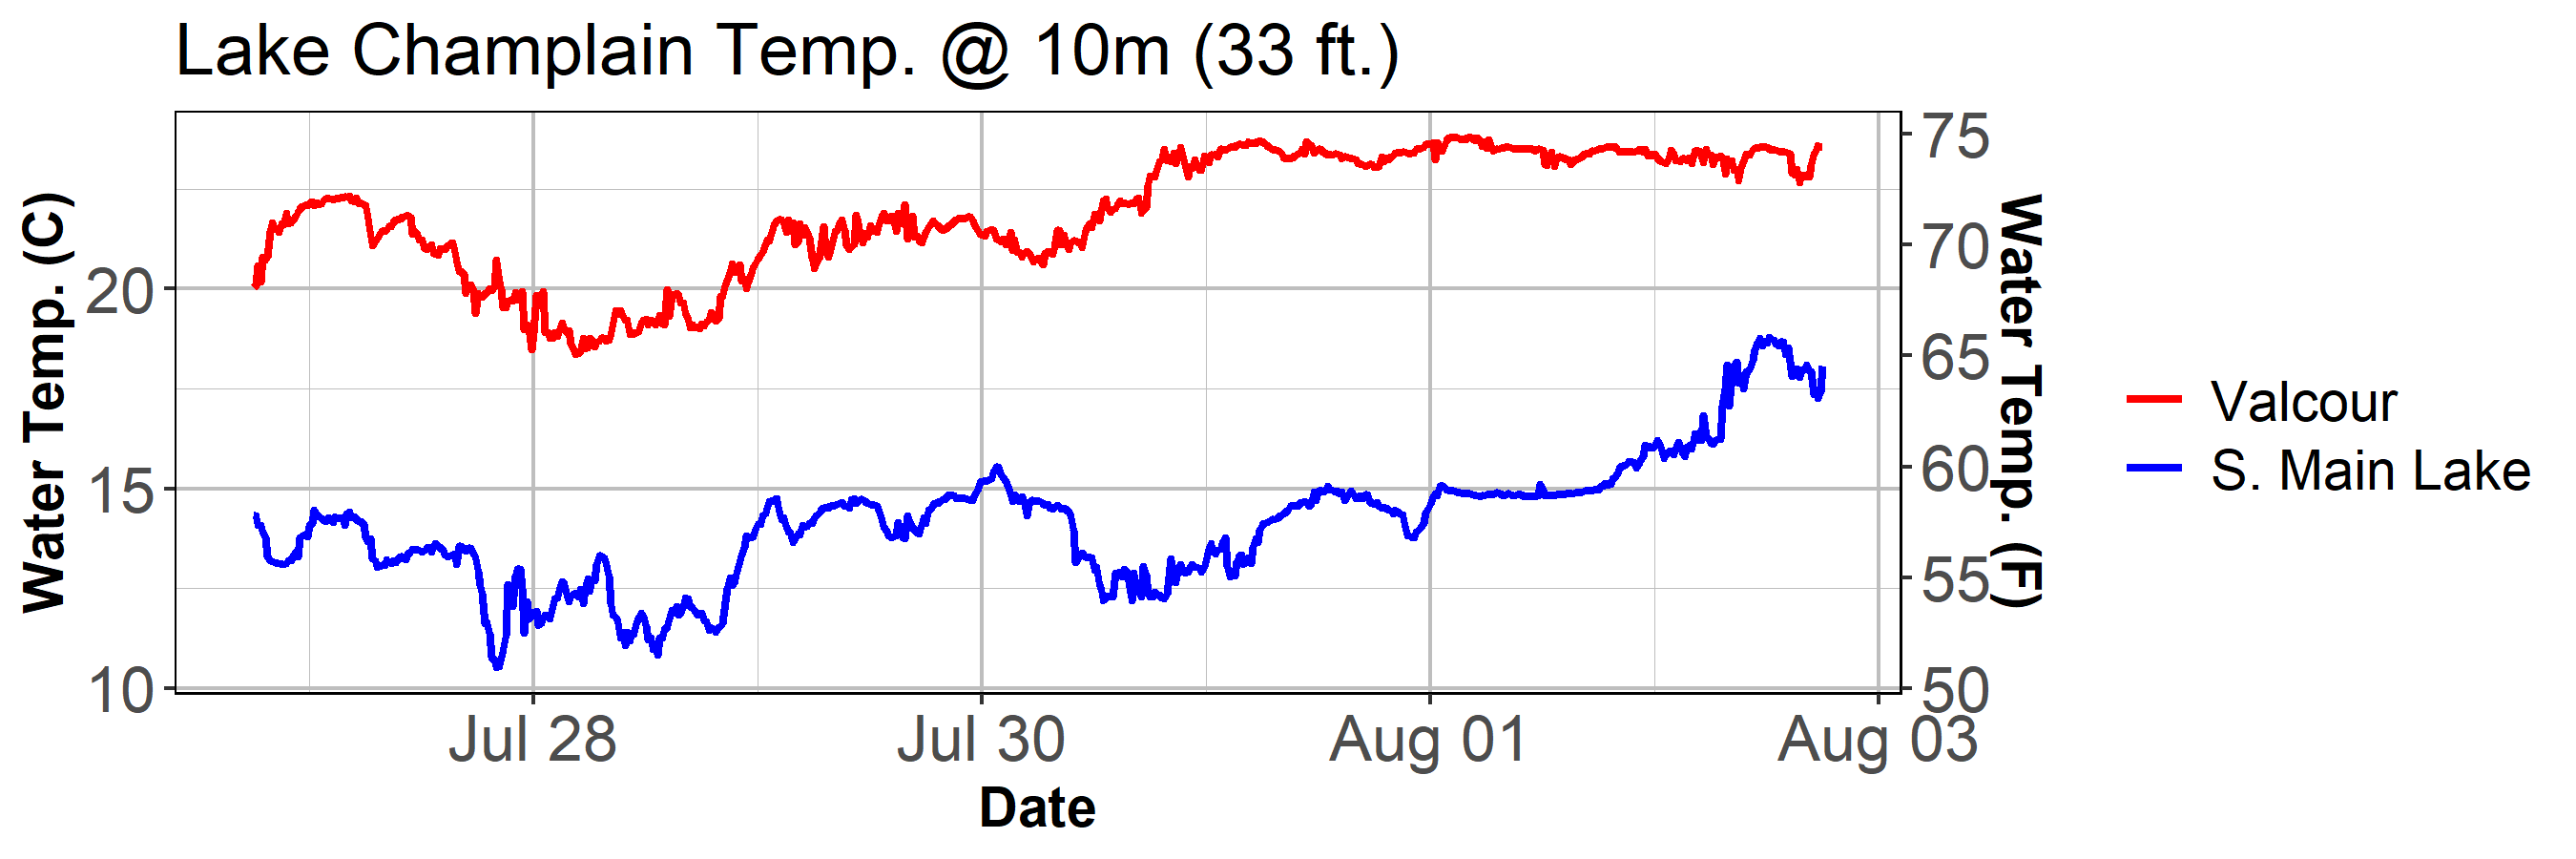 Lake Champlain Temp. @ 10m (33 ft.)
Water Temp. (C)
20
15
10
75
70
65
60
55
50
Water Temp. (F)
Jul 28
Jul 30
Aug 01
Aug 03
Date
Valcour
S. Main Lake